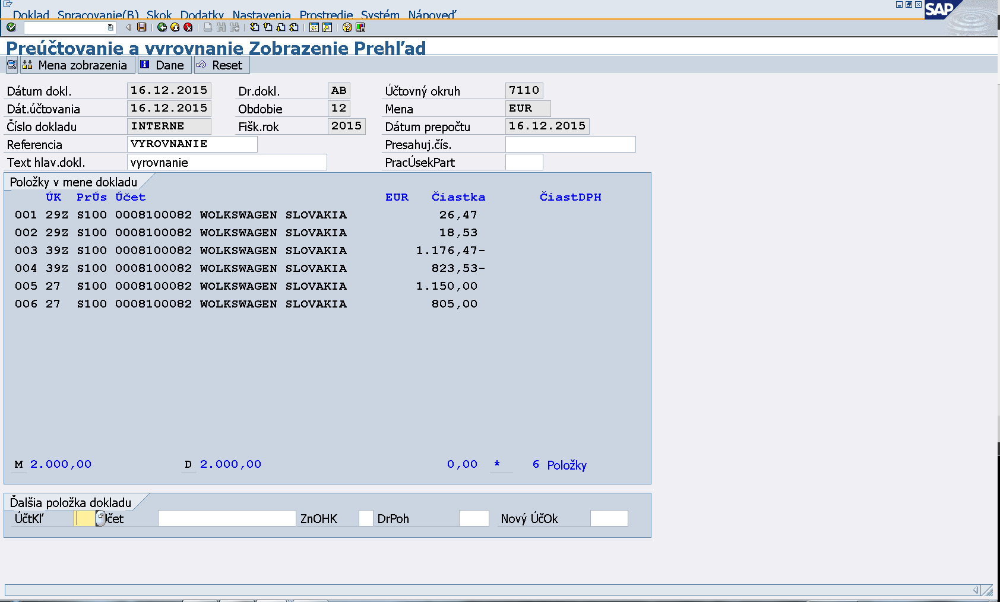 Doklad Spracovanie(B) Skok Dodatky Nastavenia Prostredie Systém Nápoveď
SAP
Preúčtovanie a vyrovnanie Zobrazenie Prehľad
Mena zobrazenia Dane Reset
Dátum dokl. 16.12.2015 Dr.dokl. AB Účtovný okruh 7110
Dát.účtovania 16.12.2015 Obdobie 12 Mena EUR
Číslo dokladu INTERNE Fišk.rok 2015 Dátum prepočtu 16.12.2015
Referencia VYROVNANIE Presahuj.čís.
Text hlav.dokl. vyrovnanie PracÚsekPart
Položky v mene dokladu
ÚK PrÚs Účet EUR Čiastka ČiastDPH
001 29Z S100 0008100082 WOLKSWAGEN SLOVAKIA 26,47
002 29Z S100 0008100082 WOLKSWAGEN SLOVAKIA 18,53
003 39Z S100 0008100082 WOLKSWAGEN SLOVAKIA 1.176,47-
004 39Z S100 0008100082 WOLKSWAGEN SLOVAKIA 823,53-
005 27 S100 0008100082 WOLKSWAGEN SLOVAKIA 1.150,00
006 27 S100 0008100082 WOLKSWAGEN SLOVAKIA 805,00
M 2.000,00 D 2.000,00 0,00 * 6 Položky
Ďalšia položka dokladu
ÚčtKľ Účet ZnOHK DrPoh Nový ÚčOk